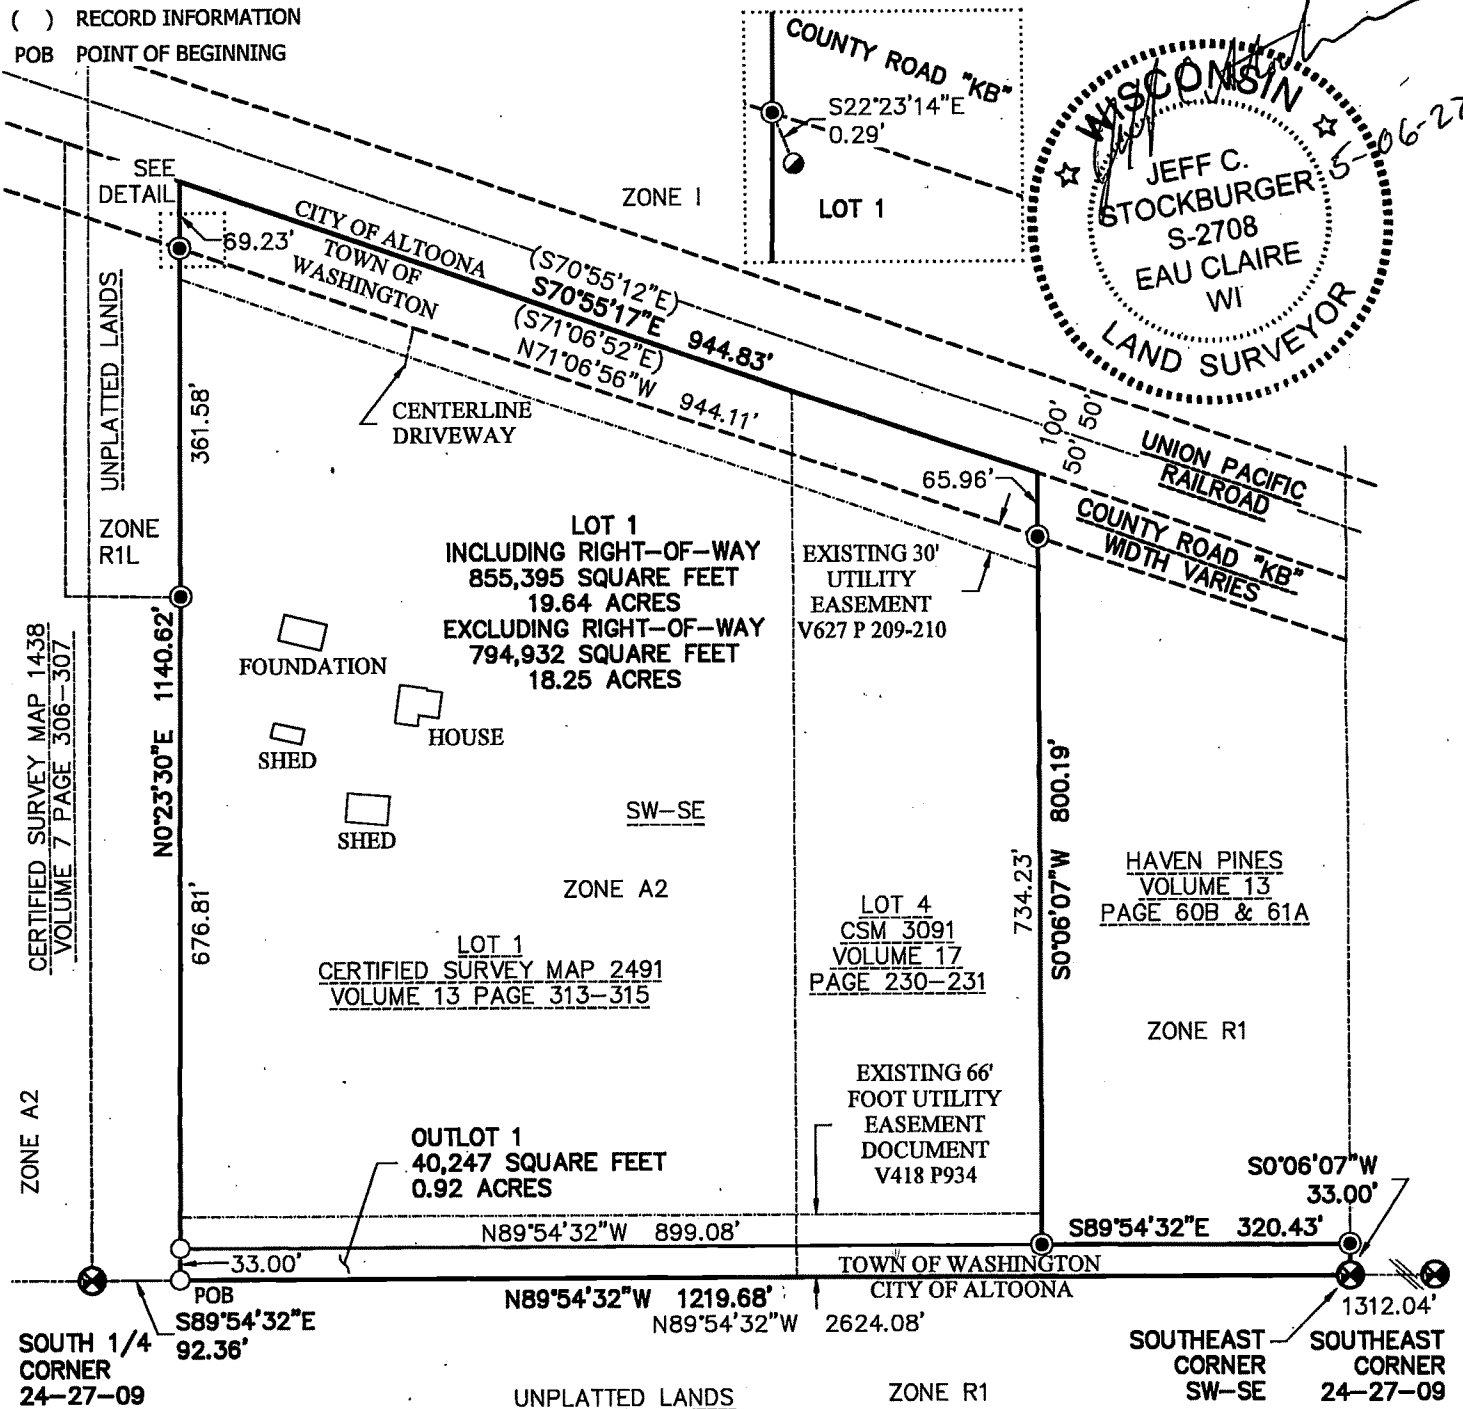 ( ) RECORD INFORMATION
POB POINT OF BEGINNING
COUNTY ROAD "KB"
S22°23'14"E
0.29'
LOT 1
WISCONSIN
JEFF C.
STOCKBURGER
S-2708
EAU CLAIRE
WI
LAND SURVEYOR
SEE
DETAIL
ZONE I
69.23'
CITY OF ALTOONA
TOWN OF
WASHINGTON
(S70°55'12"E)
S70°55'17"E 944.83'
(S71°06'52"E)
N71°06'56"W 944.11'
UNPLATTED LANDS
361.58'
CENTERLINE
DRIVEWAY
100'
50' 50'
UNION PACIFIC
RAILROAD
COUNTY ROAD "KB"
WIDTH VARIES
65.96'
ZONE
R1L
LOT 1
INCLUDING RIGHT-OF-WAY
855,395 SQUARE FEET
19.64 ACRES
EXCLUDING RIGHT-OF-WAY
794,932 SQUARE FEET
18.25 ACRES
EXISTING 30'
UTILITY
EASEMENT
V627 P 209-210
FOUNDATION
HOUSE
SHED
SHED
CERTIFIED SURVEY MAP 1438
VOLUME 7 PAGE 306-307
N0°23'30"E 1140.62'
676.81'
SW-SE
ZONE A2
734.23'
S0°06'07"W 800.19'
HAVEN PINES
VOLUME 13
PAGE 60B & 61A
LOT 4
CSM 3091
VOLUME 17
PAGE 230-231
LOT 1
CERTIFIED SURVEY MAP 2491
VOLUME 13 PAGE 313-315
ZONE R1
ZONE A2
EXISTING 66'
FOOT UTILITY
EASEMENT
DOCUMENT
V418 P934
OUTLOT 1
40,247 SQUARE FEET
0.92 ACRES
S0°06'07"W
33.00'
N89°54'32"W 899.08'
S89°54'32"E 320.43'
33.00'
TOWN OF WASHINGTON
CITY OF ALTOONA
POB
S89°54'32"E
92.36'
N89°54'32"W 1219.68'
N89°54'32"W 2624.08'
1312.04'
SOUTH 1/4
CORNER
24-27-09
SOUTHEAST
CORNER
SW-SE
SOUTHEAST
CORNER
24-27-09
UNPLATTED LANDS
ZONE R1